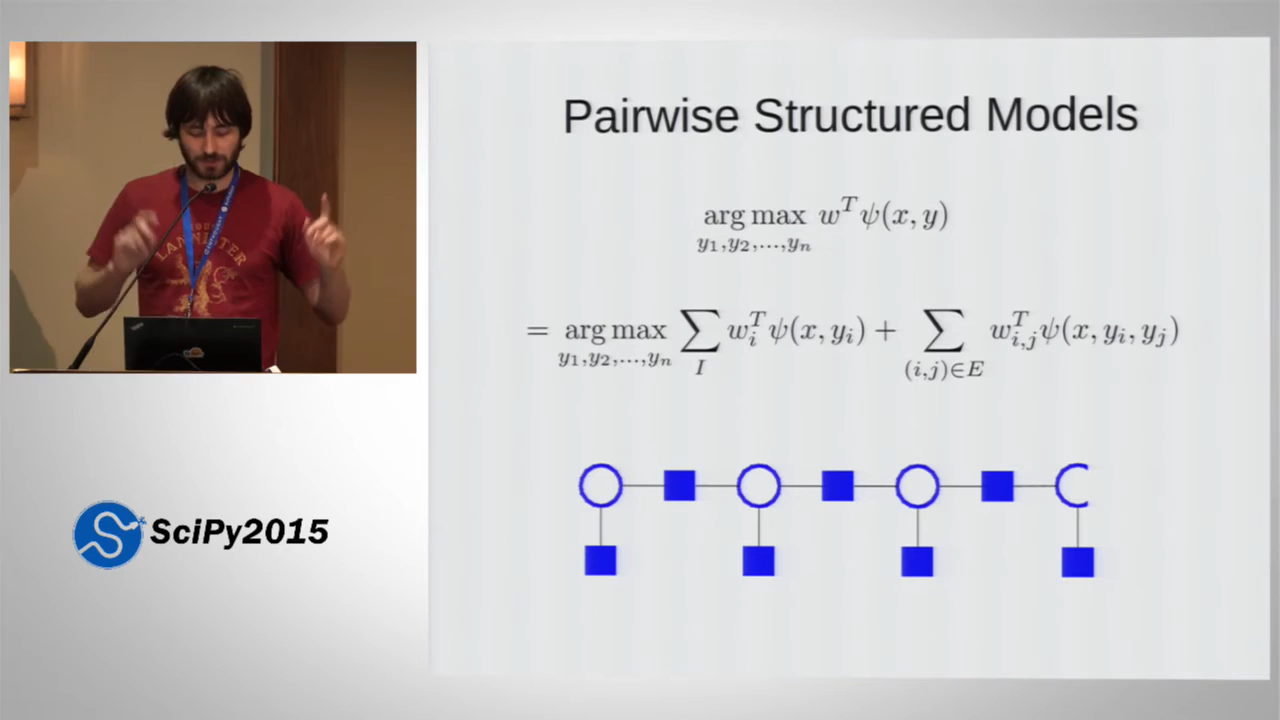 Pairwise Structured Models
arg max w^T ψ(x, y)
y_1,y_2,...,y_n
= arg max ∑ w_i^T ψ(x, y_i) + ∑ w_{i,j}^T ψ(x, y_i, y_j)
y_1,y_2,...,y_n I (i,j)∈E
LANNISTER
SciPy2015